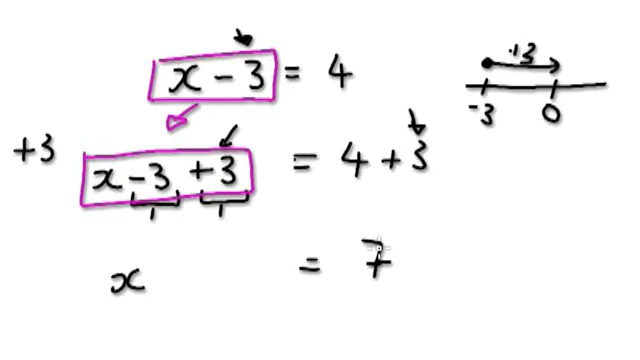 x - 3 = 4
+3
-3 0
+3 x - 3 + 3 = 4 + 3
x = 7